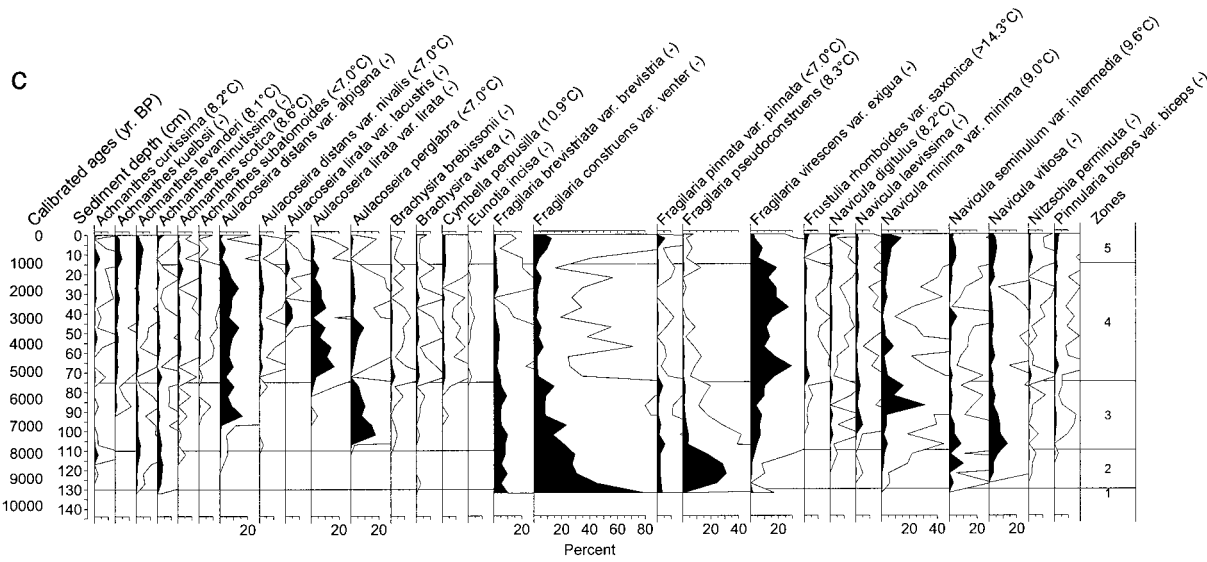 C
Calibrated ages (yr. BP)
Sediment depth (cm)
Achnanthes curtissima (8.2°C)
Achnanthes kuelbsii (-)
Achnanthes levanderi (8.1°C)
Achnanthes minutissima (-)
Achnanthes scotica (8.6°C)
Achnanthes subatomoides (<7.0°C)
Aulacoseira distans var. alpigena (-)
Aulacoseira distans var. nivalis (<7.0°C)
Aulacoseira lirata var. lacustris (-)
Aulacoseira lirata var. lirata (-)
Aulacoseira perglabra (<7.0°C)
Brachysira brebissonii (-)
Brachysira vitrea (-)
Cymbella perpusilla (10.9°C)
Eunotia incisa (-)
Fragilaria brevistriata var. brevistria (-)
Fragilaria construens var. venter (-)
Fragilaria pinnata var. pinnata (<7.0°C)
Fragilaria pseudoconstruens (8.3°C)
Fragilaria virescens var. exigua (-)
Frustulia rhomboides var. saxonica (>14.3°C)
Navicula digitulus (8.2°C)
Navicula laevissima (-)
Navicula minima var. minima (9.0°C)
Navicula seminulum var. intermedia (9.6°C)
Navicula vitiosa (-)
Nitzschia perminuta (-)
Pinnularia biceps var. biceps (-)
Zones
0 0
1000 10
20
2000 30
3000 40
50
4000 60
5000 70
80
6000 90
7000 100
8000 110
120
9000 130
10000 140
5
4
3
2
1
20 20 20 20 20 40 60 80 20 40 20 20 40 20 20
Percent